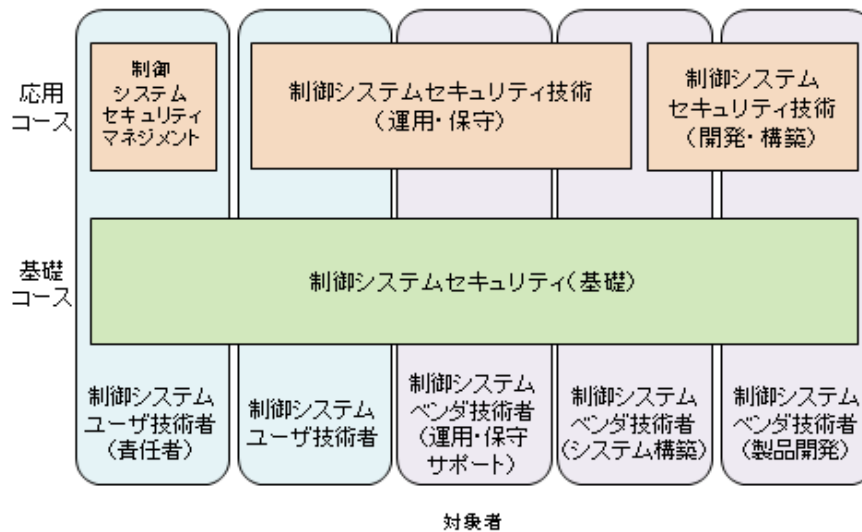 応用
コース
制御
システム
セキュリティ
マネジメント
制御システムセキュリティ技術
(運用・保守)
制御システム
セキュリティ技術
(開発・構築)
基礎
コース
制御システムセキュリティ(基礎)
制御システム
ユーザ技術者
(責任者)
制御システム
ユーザ技術者
制御システム
ベンダ技術者
(運用・保守
サポート)
制御システム
ベンダ技術者
(システム構築)
制御システム
ベンダ技術者
(製品開発)
対象者